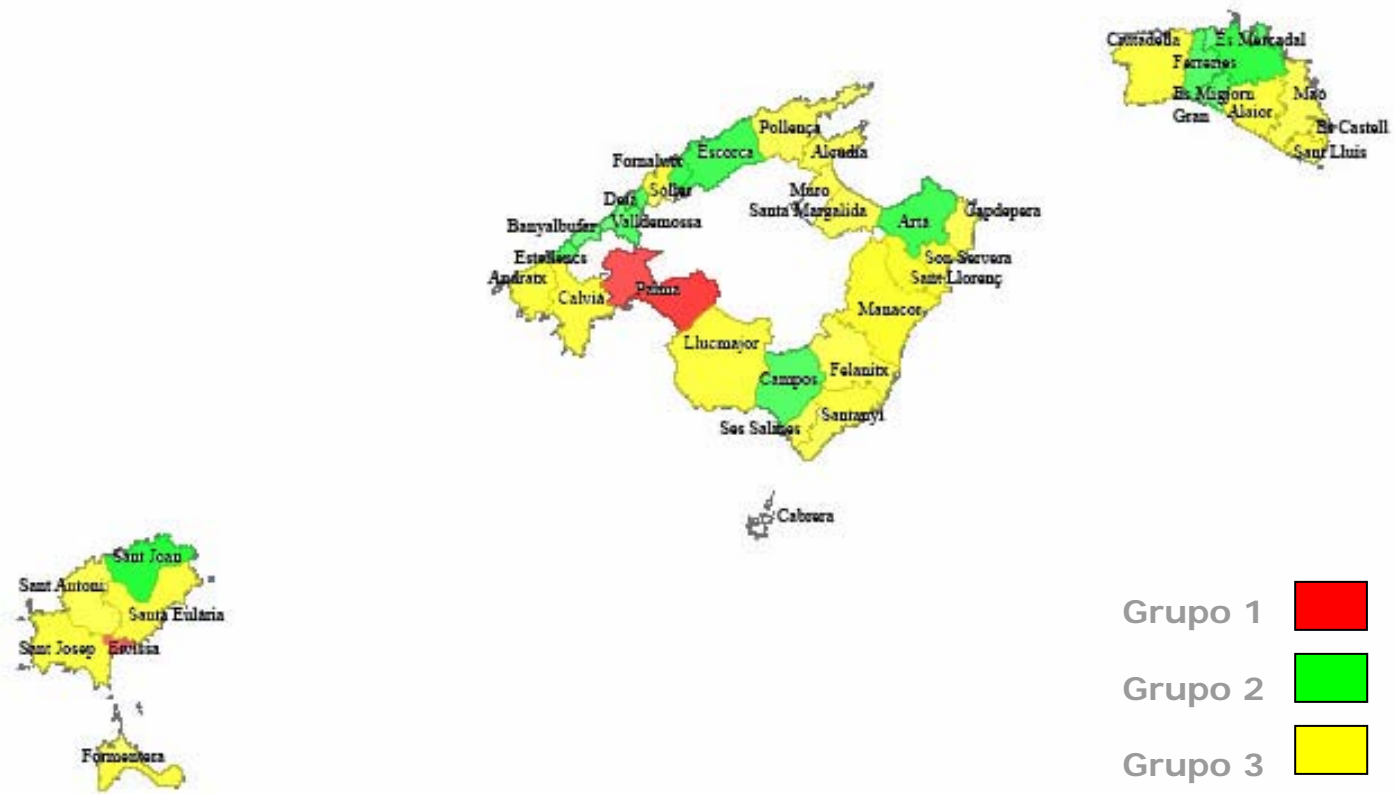 Ciutadella
Es Mercadal
Ferreries
Es Migjorn
Gran
Alaior
Maó
Es Castell
Sant Lluis
Pollença
Alcudia
Escorca
Fornalutx
Sóller
Deià
Valldemossa
Banyalbufar
Estellencs
Andratx
Calvià
Palma
Muro
Santa Margalida
Artà
Capdepera
Son Servera
Sant Llorenç
Manacor
Llucmajor
Campos
Felanitx
Santanyí
Ses Salines
Cabrera
Sant Joan
Sant Antoni
Santa Eulària
Sant Josep
Eivissa
Formentera
Grupo 1
Grupo 2
Grupo 3